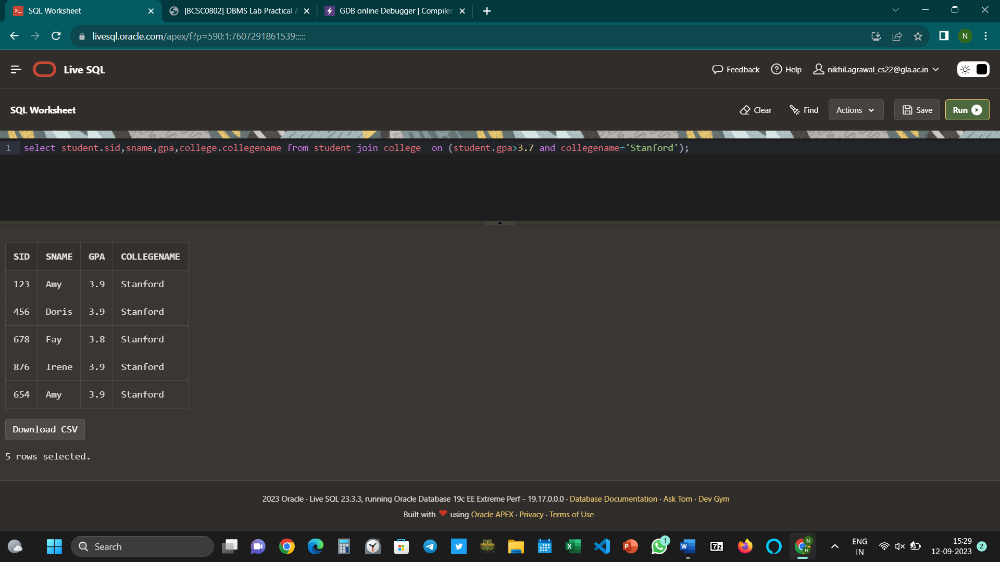 SQL Worksheet
[BCSC0802] DBMS Lab Practical
GDB online Debugger | Compiler
livesql.oracle.com/apex/f?p=590:1:7607291861539:::::
N
Live SQL
Feedback
Help
nikhil.agrawal_cs22@gla.ac.in
SQL Worksheet
Clear
Find
Actions
Save
Run
1 select student.sid,sname,gpa,college.collegename from student join college on (student.gpa>3.7 and collegename='Stanford');
SID SNAME GPA COLLEGENAME
123 Amy 3.9 Stanford
456 Doris 3.9 Stanford
678 Fay 3.8 Stanford
876 Irene 3.9 Stanford
654 Amy 3.9 Stanford
Download CSV
5 rows selected.
2023 Oracle · Live SQL 23.3.3, running Oracle Database 19c EE Extreme Perf - 19.17.0.0.0 · Database Documentation · Ask Tom · Dev Gym
Built with ❤ using Oracle APEX · Privacy · Terms of Use
Search
1
7z
N
N
ENG
IN
15:29
12-09-2023
2